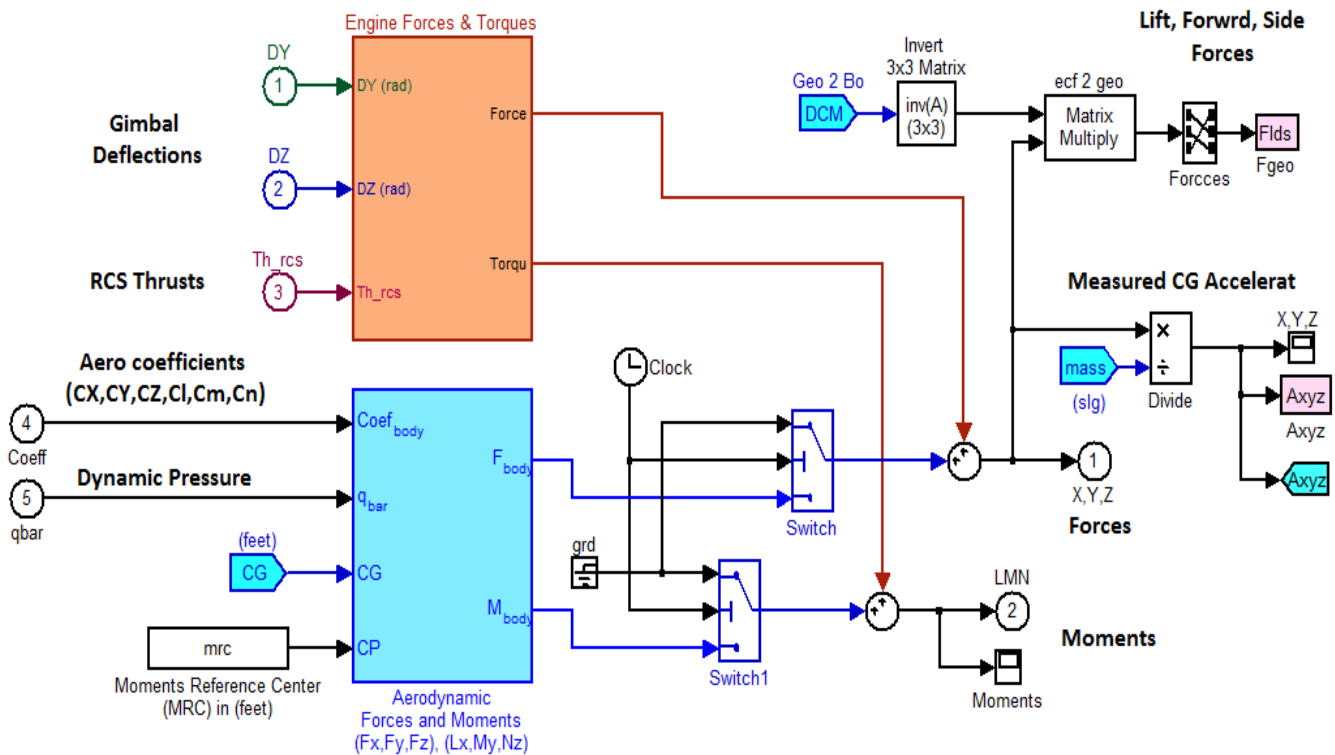 Engine Forces & Torques
Lift, Forwrd, Side
Forces
DY
1
DY (rad)
Force
Invert
3x3 Matrix
Geo 2 Bo
DCM
inv(A)
(3x3)
ecf 2 geo
Matrix
Multiply
Forcces
Flds
Fgeo
Gimbal
Deflections
DZ
2
DZ (rad)
RCS Thrusts
Th_rcs
3
Th_rcs
Torqu
Measured CG Accelerat
X,Y,Z
mass
(slg)
×
÷
Divide
Axyz
Axyz
Axyz
Aero coefficients
(CX,CY,CZ,Cl,Cm,Cn)
4
Coeff
Coef body
Clock
Dynamic Pressure
5
qbar
q bar
F body
Switch
1
X,Y,Z
Forces
(feet)
CG
CG
grd
M body
LMN
2
Moments
mrc
CP
Moments Reference Center
(MRC) in (feet)
Switch1
Moments
Aerodynamic
Forces and Moments
(Fx,Fy,Fz), (Lx,My,Nz)